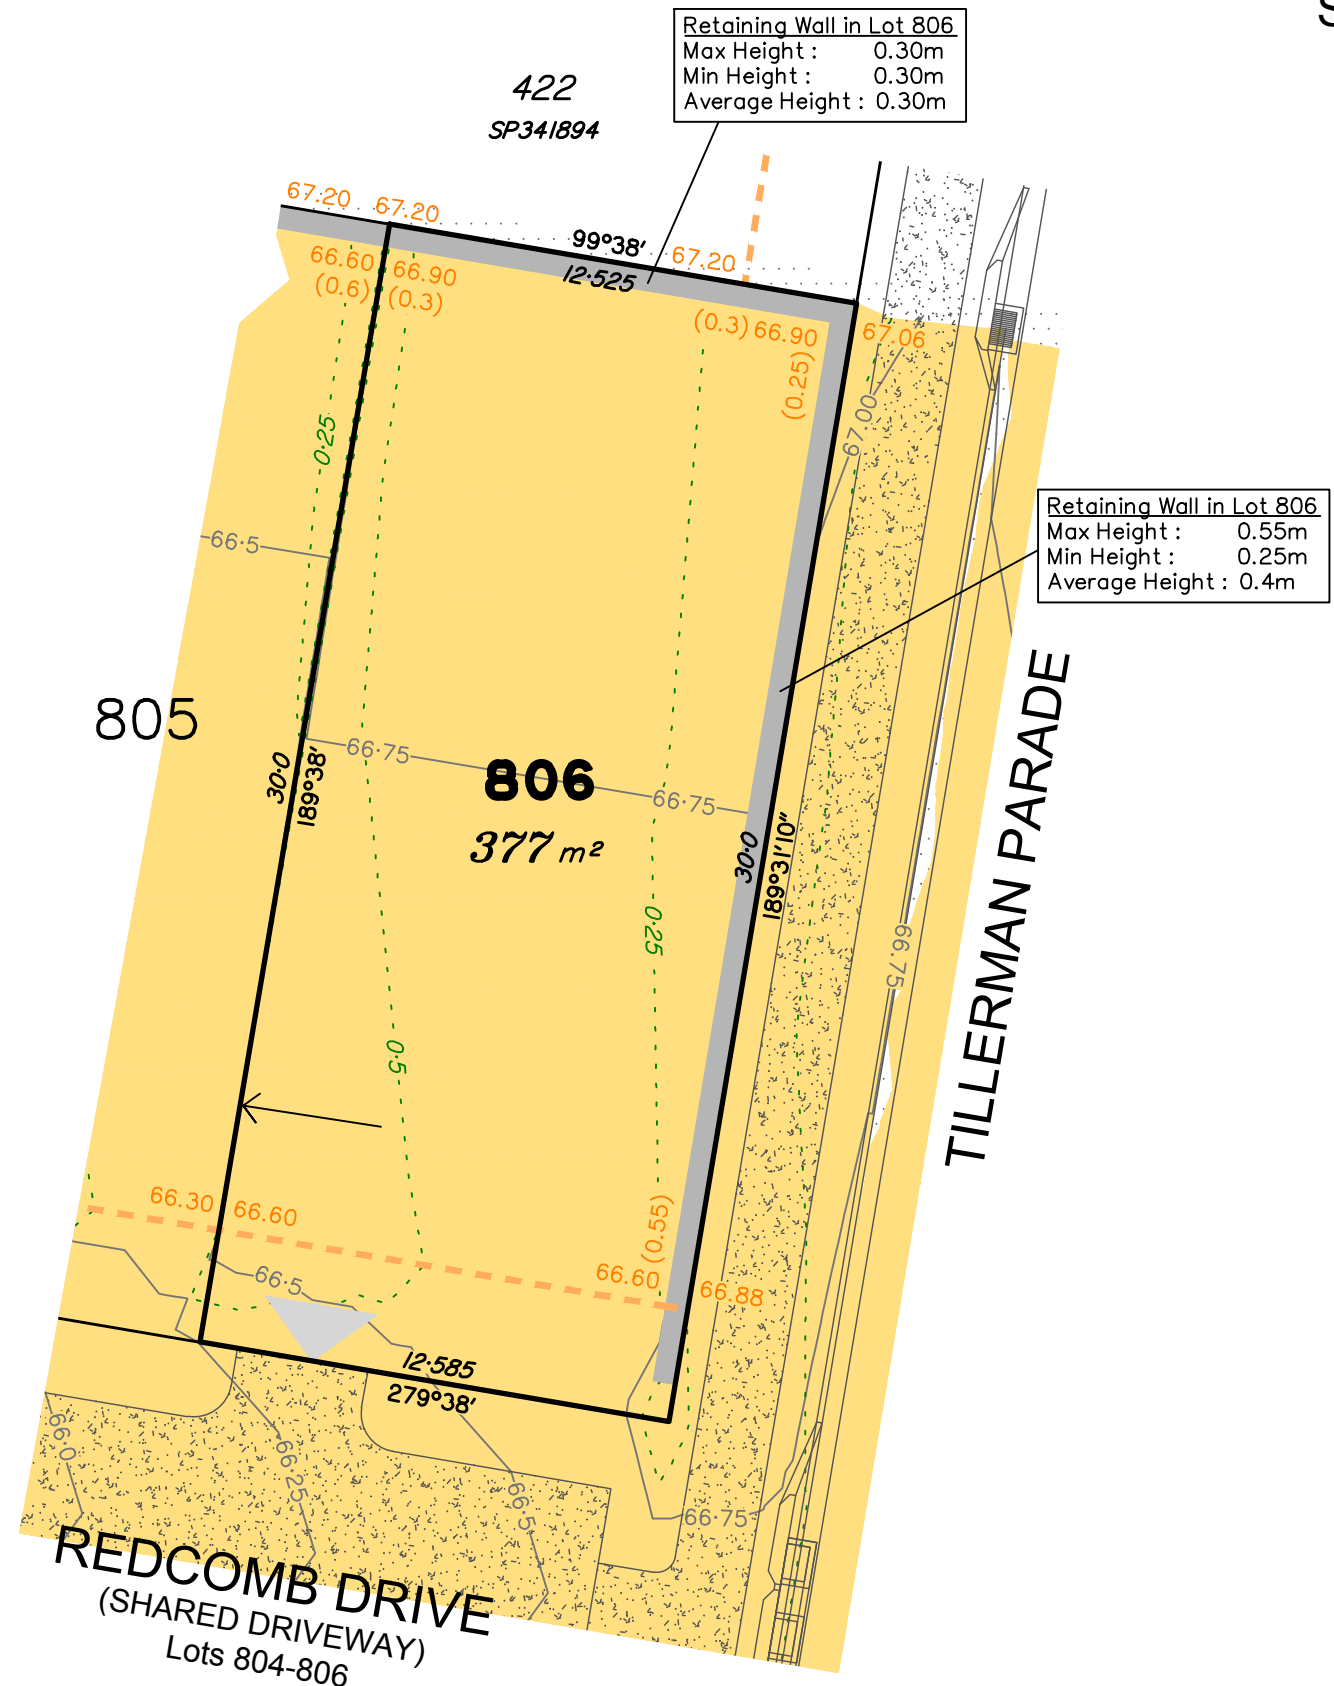 S
Retaining Wall in Lot 806
Max Height : 0.30m
Min Height : 0.30m
Average Height : 0.30m
422
SP341894
67.20 67.20
99°38'
67.20
12·525
66.60 66.90
(0.6) (0.3)
(0.3) 66.90
67.06
(0.25)
67.00
0·25
66·5
Retaining Wall in Lot 806
Max Height : 0.55m
Min Height : 0.25m
Average Height : 0.4m
805
30·0
189°38'
66·75
806
377 m²
66·75
30·0
189°31'10"
TILLERMAN PARADE
0·25
66.75
0·5
66.30 66.60
(0.55)
66.60
66.88
66·5
12·585
279°38'
66·0
66·25
66·5
66·75
REDCOMB DRIVE
(SHARED DRIVEWAY)
Lots 804-806